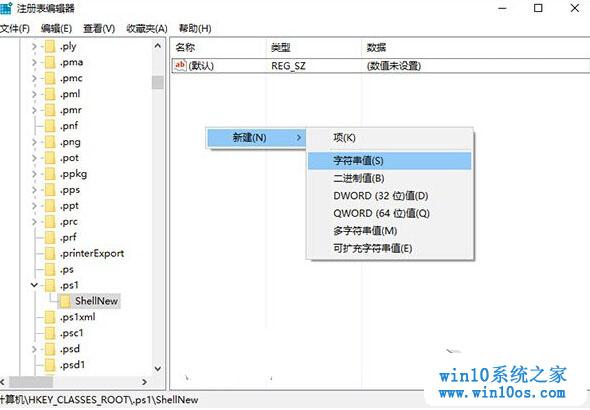 注册表编辑器
文件(F) 编辑(E) 查看(V) 收藏夹(A) 帮助(H)
.ply
.pma
.pmc
.pml
.pmr
.pnf
.png
.pot
.ppkg
.pps
.ppt
.prc
.prf
.printerExport
.ps
.ps1
ShellNew
.ps1xml
.psc1
.psd
.psd1
名称 类型 数据
ab (默认) REG_SZ (数值未设置)
新建(N)
项(K)
字符串值(S)
二进制值(B)
DWORD (32 位)值(D)
QWORD (64 位)值(Q)
多字符串值(M)
可扩充字符串值(E)
计算机\HKEY_CLASSES_ROOT\.ps1\ShellNew
win10系统之家
www.win10os.com